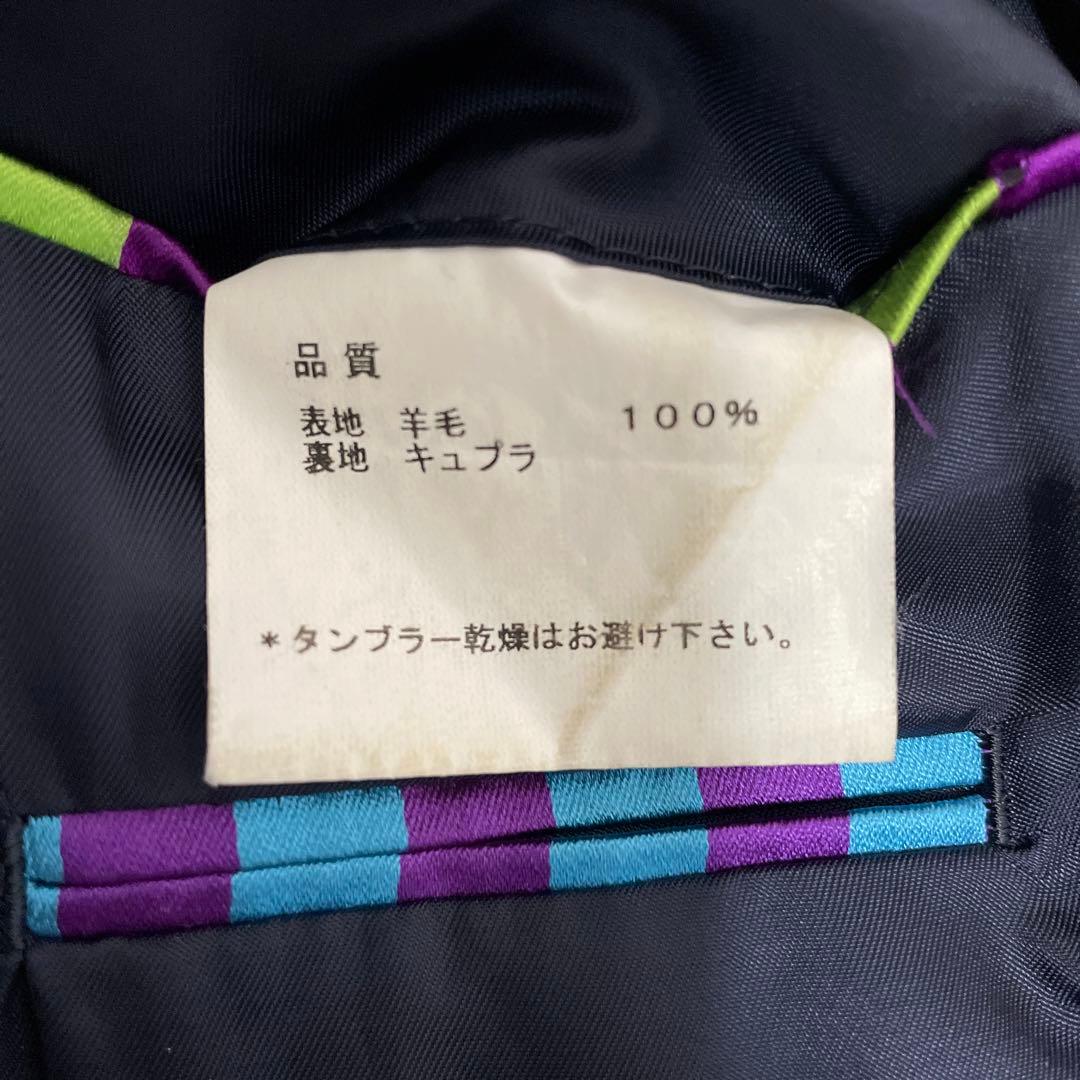 品質
表地 羊毛 100%
裏地 キュプラ
*タンブラー乾燥はお避け下さい。